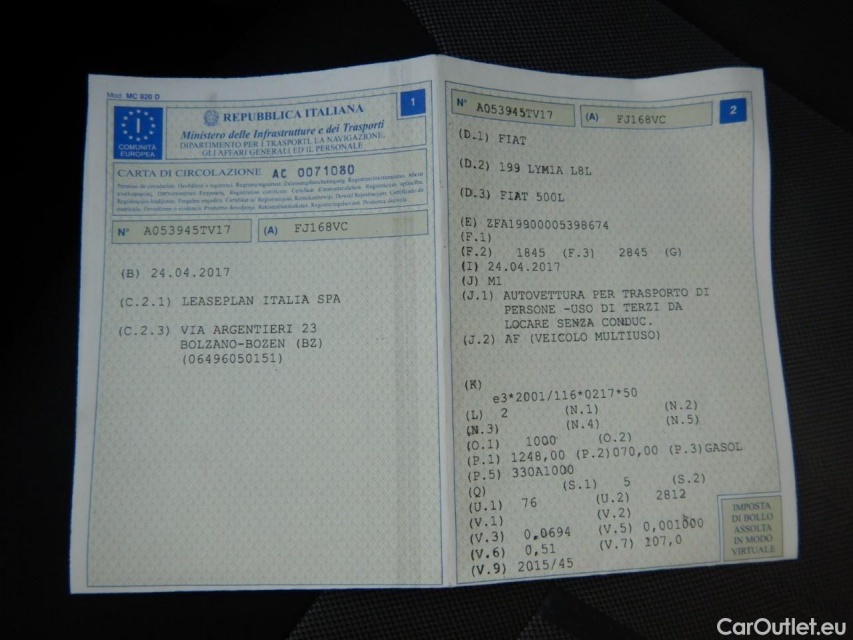 Mod. MC 820 D
I
COMUNITÀ
EUROPEA
REPUBBLICA ITALIANA
1
Ministero delle Infrastrutture e dei Trasporti
DIPARTIMENTO PER I TRASPORTI, LA NAVIGAZIONE,
GLI AFFARI GENERALI ED IL PERSONALE
CARTA DI CIRCOLAZIONE AC 0071080
N° A053945TV17 (A) FJ168VC
(B) 24.04.2017
(C.2.1) LEASEPLAN ITALIA SPA
(C.2.3) VIA ARGENTIERI 23
BOLZANO-BOZEN (BZ)
(06496050151)
N° A053945TV17 (A) FJ168VC 2
(D.1) FIAT
(D.2) 199 LYM1A L8L
(D.3) FIAT 500L
(E) ZFA19900005398674
(F.1)
(F.2) 1845 (F.3) 2845 (G)
(I) 24.04.2017
(J) M1
(J.1) AUTOVETTURA PER TRASPORTO DI
PERSONE -USO DI TERZI DA
LOCARE SENZA CONDUC.
(J.2) AF (VEICOLO MULTIUSO)
(K)
e3*2001/116*0217*50
(L) 2 (N.1) (N.2)
(N.3) (N.4) (N.5)
(O.1) 1000 (O.2)
(P.1) 1248,00 (P.2)070,00 (P.3)GASOL
(P.5) 330A1000
(Q) (S.1) 5 (S.2)
(U.1) 76 (U.2) 2812
(V.1) (V.2)
(V.3) 0,0694 (V.5) 0,001000
(V.6) 0,51 (V.7) 107,0
(V.9) 2015/45
IMPOSTA
DI BOLLO
ASSOLTA
IN MODO
VIRTUALE
CarOutlet.eu